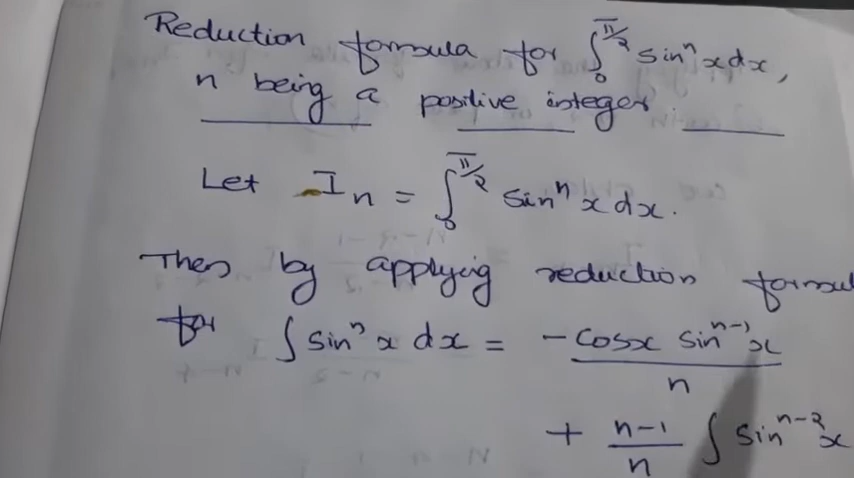 Reduction formula for ∫₀^(π/2) sinⁿ x dx,
n being a positive integer.
Let Iₙ = ∫₀^(π/2) sinⁿ x dx.
Then by applying reduction formul
for ∫ sinⁿ x dx = -cosx sinⁿ⁻¹ x / n
+ n-1/n ∫ sinⁿ⁻² x